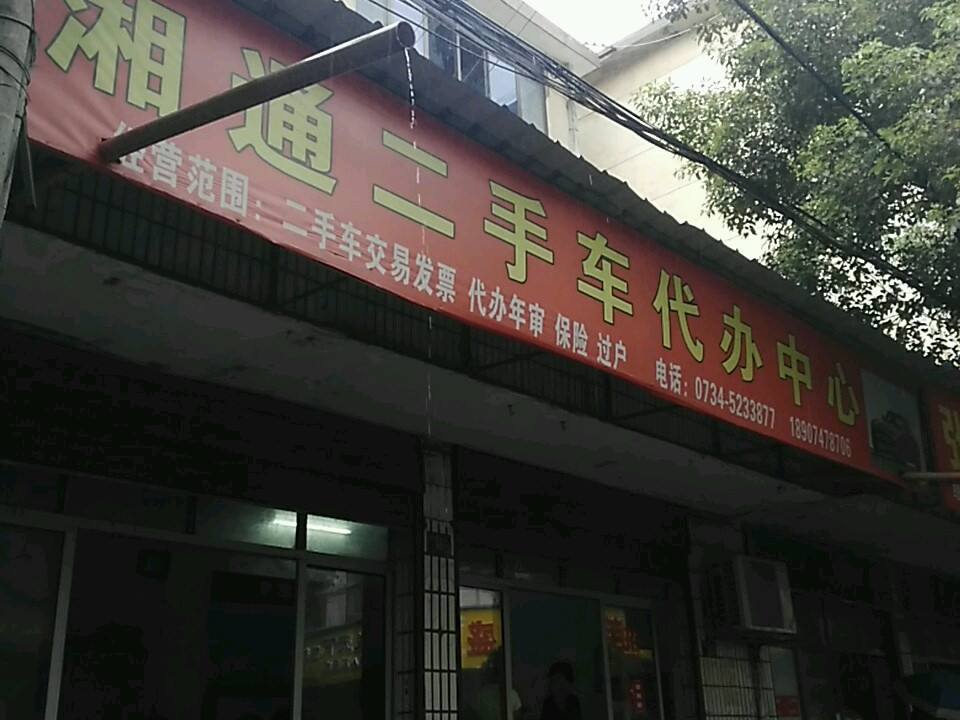 湘通二手车代办中心
经营范围：二手车交易发票 代办年审 保险 过户 电话：0734-5233877 18907478706
盛